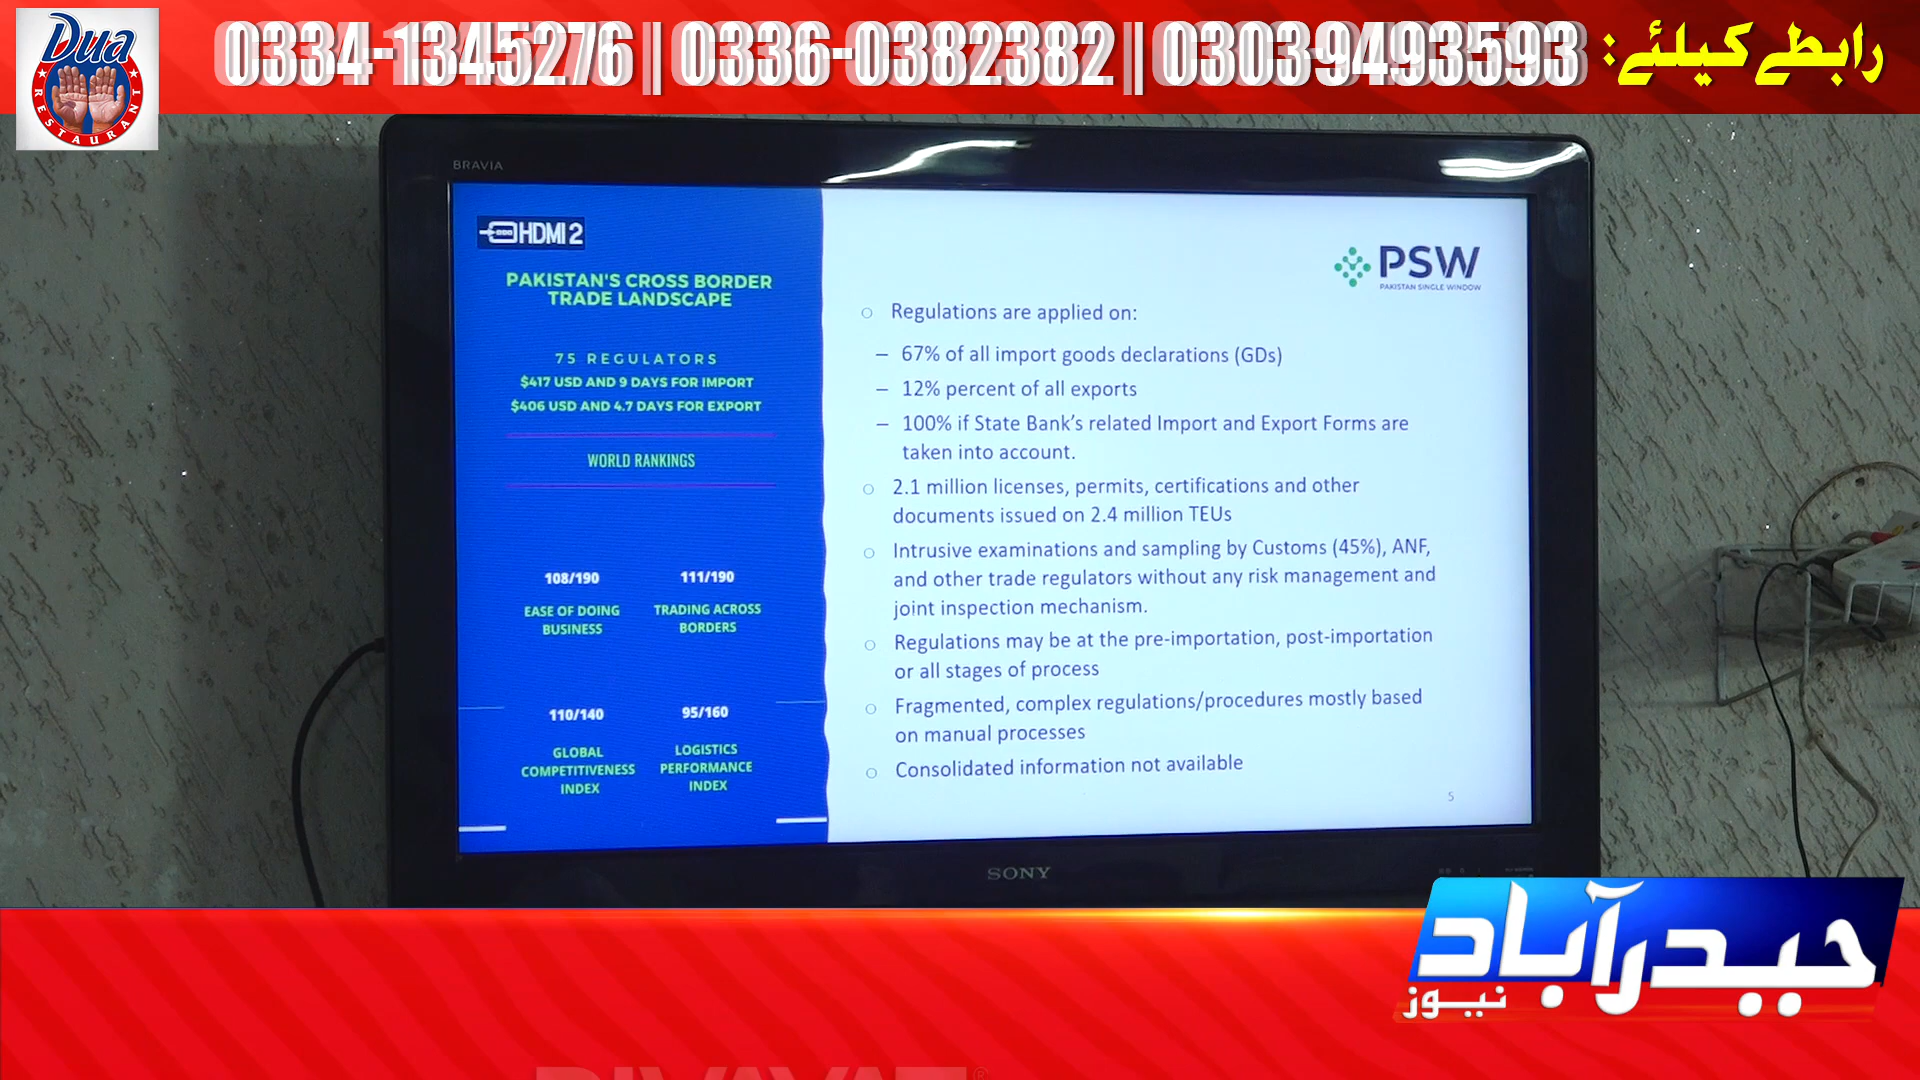 Dua
RESTAURANT
0334-1345276 || 0336-0382382 || 0303-9493593
رابطے کیلئے:
BRAVIA
HDMI 2
PAKISTAN'S CROSS BORDER
TRADE LANDSCAPE
75 REGULATORS
$417 USD AND 9 DAYS FOR IMPORT
$406 USD AND 4.7 DAYS FOR EXPORT
WORLD RANKINGS
108/190
EASE OF DOING
BUSINESS
111/190
TRADING ACROSS
BORDERS
110/140
GLOBAL
COMPETITIVENESS
INDEX
95/160
LOGISTICS
PERFORMANCE
INDEX
PSW
PAKISTAN SINGLE WINDOW
○ Regulations are applied on:
– 67% of all import goods declarations (GDs)
– 12% percent of all exports
– 100% if State Bank's related Import and Export Forms are
taken into account.
○ 2.1 million licenses, permits, certifications and other
documents issued on 2.4 million TEUs
○ Intrusive examinations and sampling by Customs (45%), ANF,
and other trade regulators without any risk management and
joint inspection mechanism.
○ Regulations may be at the pre-importation, post-importation
or all stages of process
○ Fragmented, complex regulations/procedures mostly based
on manual processes
○ Consolidated information not available
5
SONY
حیدرآباد
نیوز